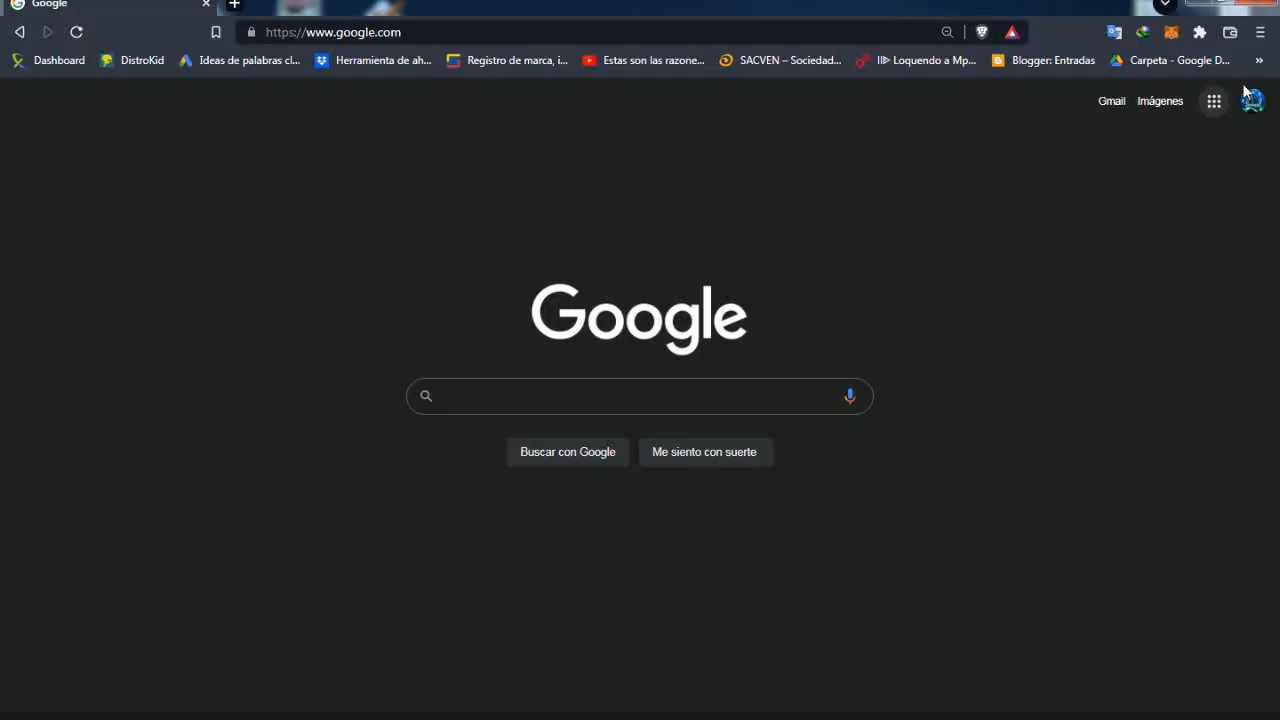 Google
https://www.google.com
Dashboard
DistroKid
Ideas de palabras cl...
Herramienta de ah...
Registro de marca, i...
Estas son las razone...
SACVEN – Sociedad...
II⊳ Loquendo a Mp...
Blogger: Entradas
Carpeta - Google D...
»
Gmail
Imágenes
Google
Buscar con Google
Me siento con suerte